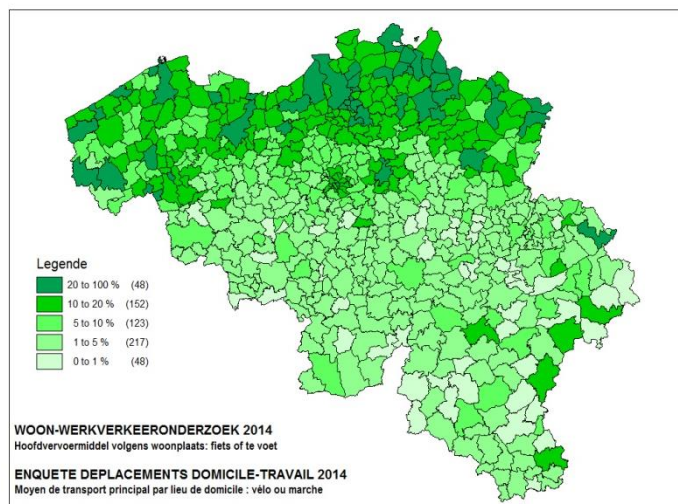 Legende
20 to 100 % (48)
10 to 20 % (152)
5 to 10 % (123)
1 to 5 % (217)
0 to 1 % (48)
WOON-WERKVERKEERONDERZOEK 2014
Hoofdvervoermiddel volgens woonplaats: fiets of te voet
ENQUETE DEPLACEMENTS DOMICILE-TRAVAIL 2014
Moyen de transport principal par lieu de domicile : vélo ou marche